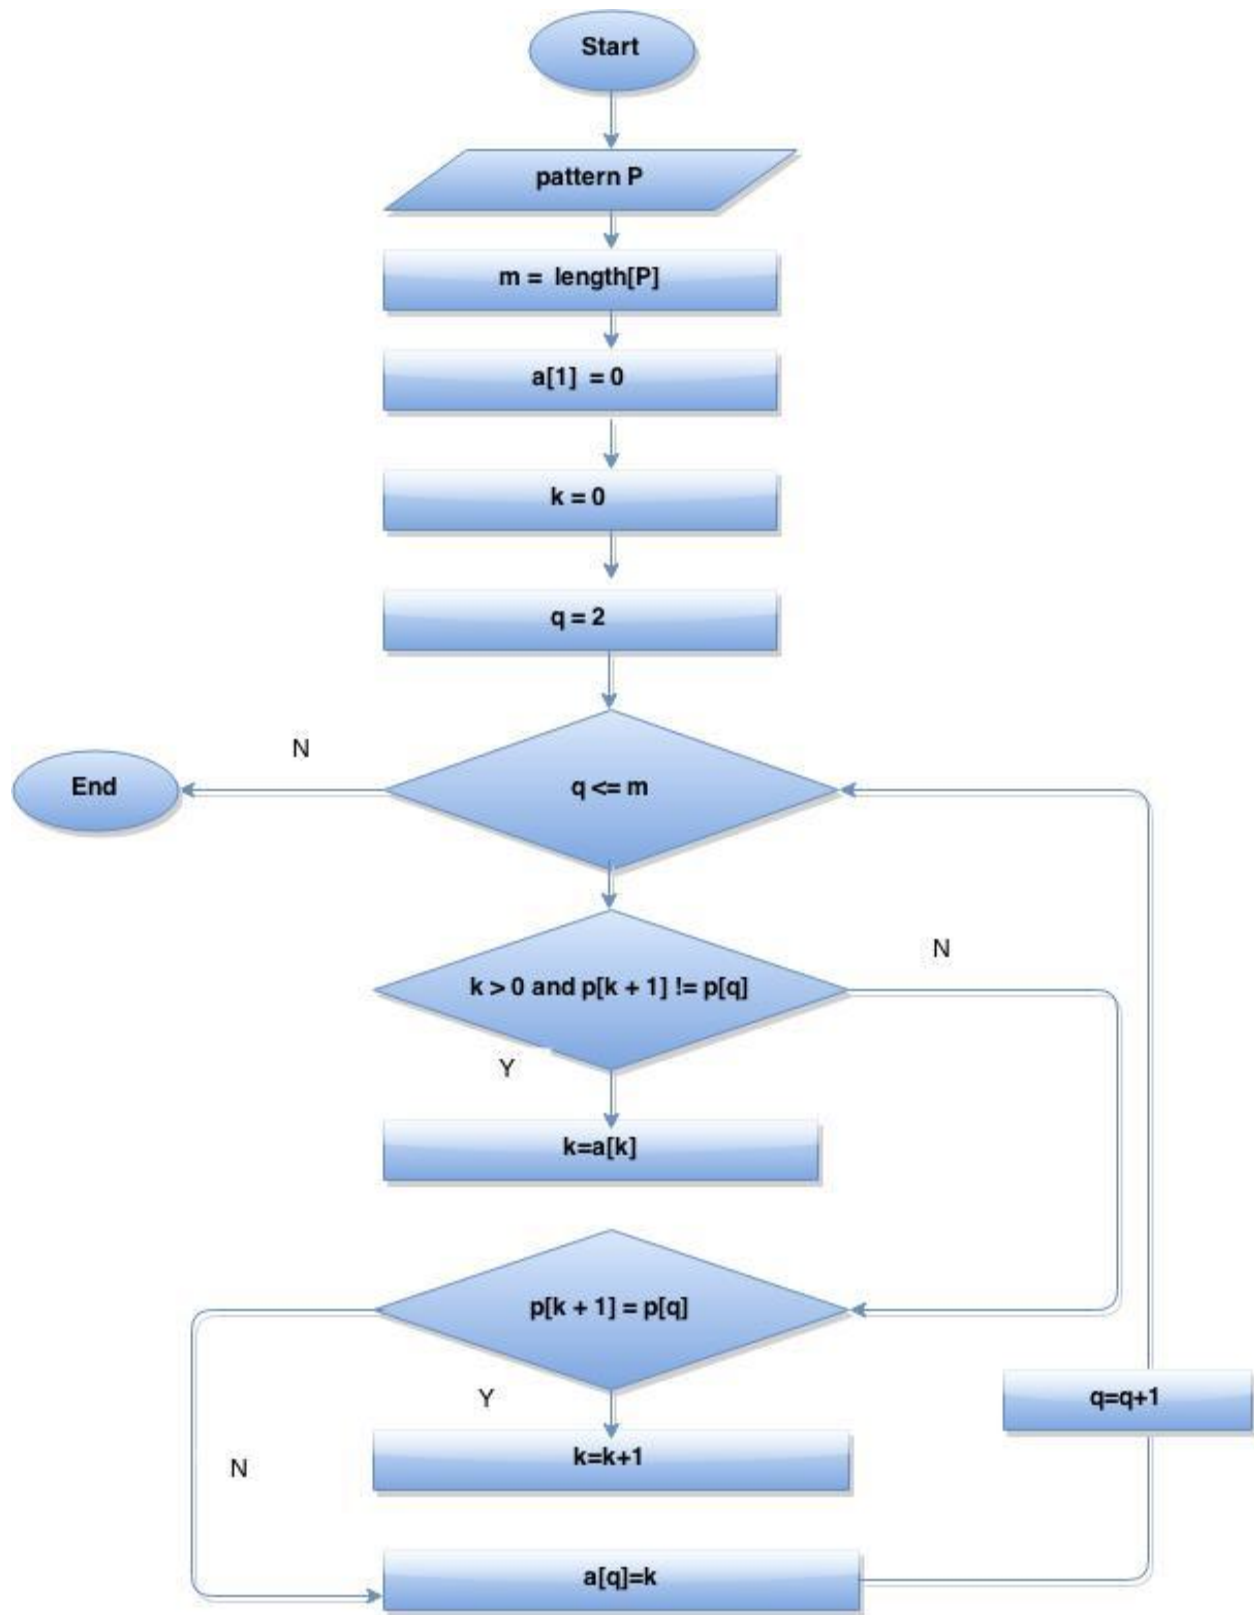 Start
pattern P
m = length[P]
a[1] = 0
k = 0
q = 2
N
End
q <= m
N
k > 0 and p[k + 1] != p[q]
Y
k=a[k]
p[k + 1] = p[q]
q=q+1
Y
k=k+1
N
a[q]=k